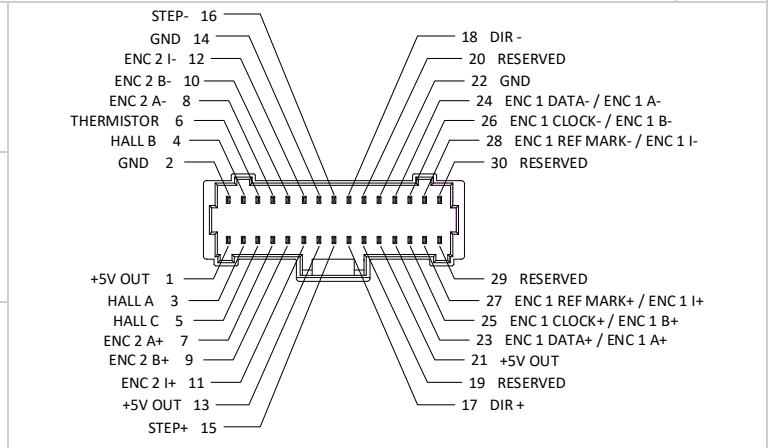 STEP- 16
GND 14
ENC 2 I- 12
ENC 2 B- 10
ENC 2 A- 8
THERMISTOR 6
HALL B 4
GND 2
18 DIR -
20 RESERVED
22 GND
24 ENC 1 DATA- / ENC 1 A-
26 ENC 1 CLOCK- / ENC 1 B-
28 ENC 1 REF MARK- / ENC 1 I-
30 RESERVED
+5V OUT 1
HALL A 3
HALL C 5
ENC 2 A+ 7
ENC 2 B+ 9
ENC 2 I+ 11
+5V OUT 13
STEP+ 15
29 RESERVED
27 ENC 1 REF MARK+ / ENC 1 I+
25 ENC 1 CLOCK+ / ENC 1 B+
23 ENC 1 DATA+ / ENC 1 A+
21 +5V OUT
19 RESERVED
17 DIR +